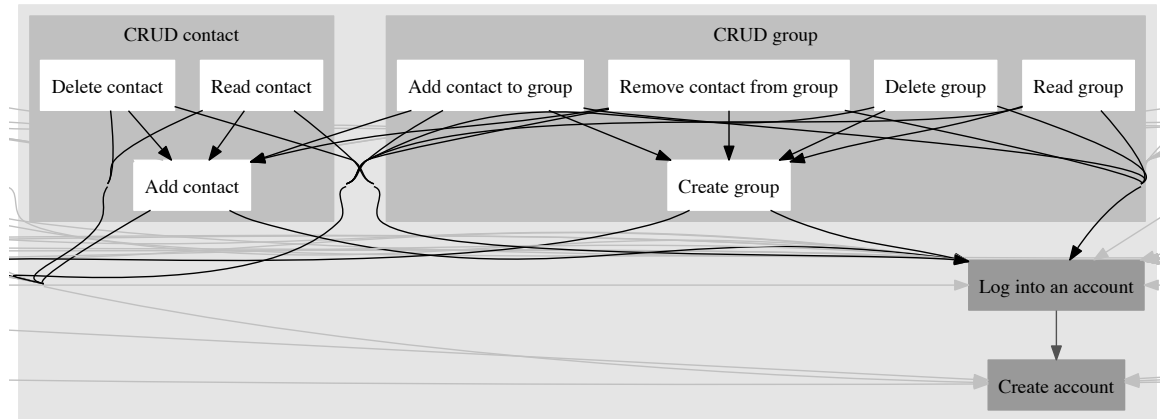 CRUD contact
CRUD group
Delete contact
Read contact
Add contact to group
Remove contact from group
Delete group
Read group
Add contact
Create group
Log into an account
Create account